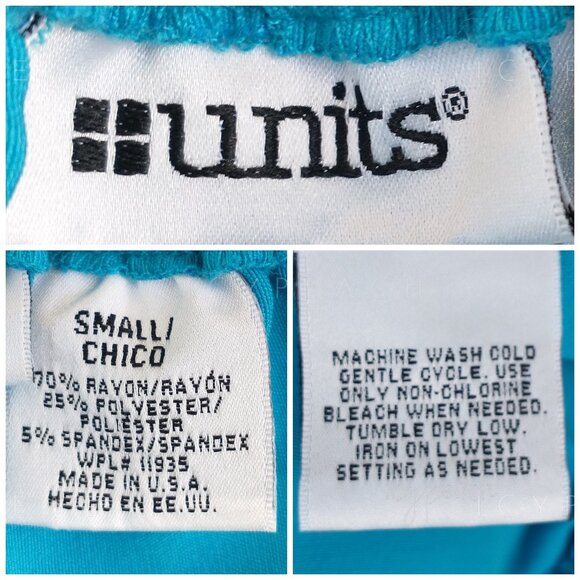 units®
SMALL/
CHICO
70% RAYON/RAYÓN
25% POLYESTER/
POLIÉSTER
5% SPANDEX/SPANDEX
WPL# 11935
MADE IN U.S.A.
HECHO EN EE.UU.
MACHINE WASH COLD
GENTLE CYCLE. USE
ONLY NON-CHLORINE
BLEACH WHEN NEEDED.
TUMBLE DRY LOW.
IRON ON LOWEST
SETTING AS NEEDED.